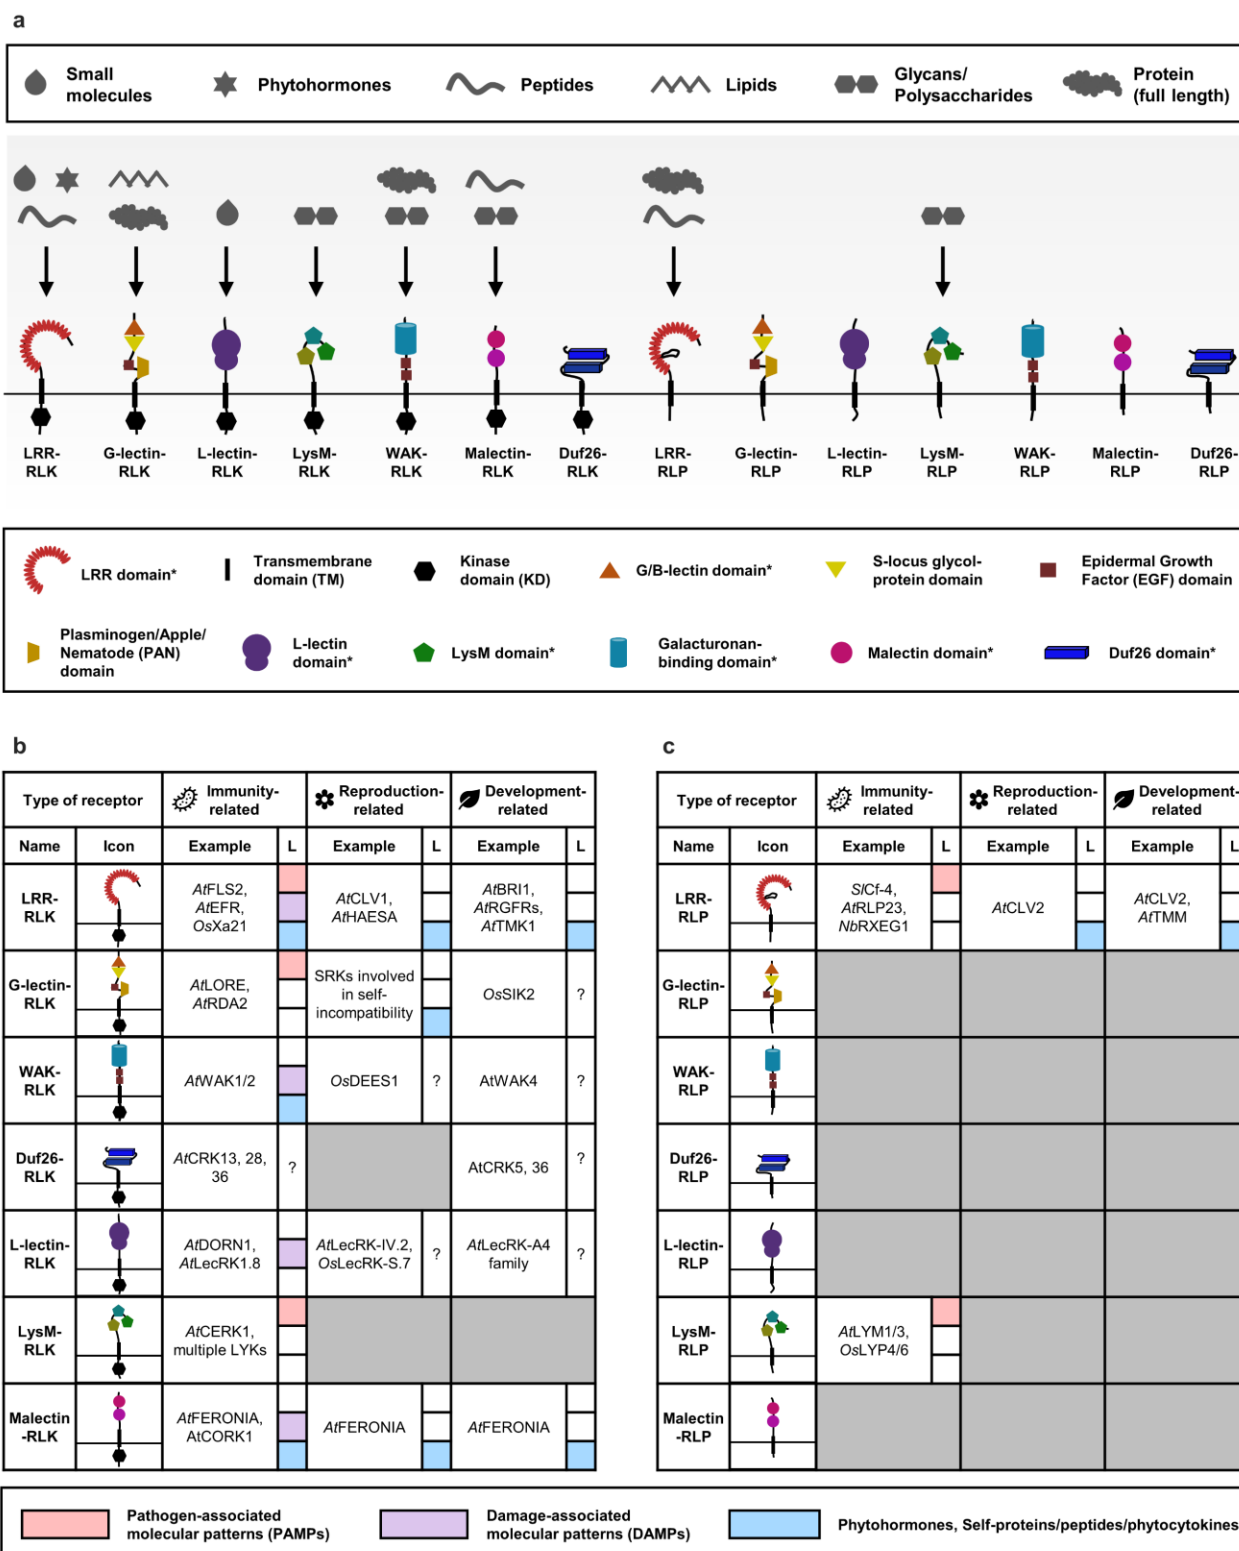 a
Small
molecules
Phytohormones
Peptides
Lipids
Glycans/
Polysaccharides
Protein
(full length)
LRR-
RLK
G-lectin-
RLK
L-lectin-
RLK
LysM-
RLK
WAK-
RLK
Malectin-
RLK
Duf26-
RLK
LRR-
RLP
G-lectin-
RLP
L-lectin-
RLP
LysM-
RLP
WAK-
RLP
Malectin-
RLP
Duf26-
RLP
LRR domain*
Transmembrane
domain (TM)
Kinase
domain (KD)
G/B-lectin domain*
S-locus glycol-
protein domain
Epidermal Growth
Factor (EGF) domain
Plasminogen/Apple/
Nematode (PAN)
domain
L-lectin
domain*
LysM domain*
Galacturonan-
binding domain*
Malectin domain*
Duf26 domain*
b
Type of receptor
Immunity-
related
Reproduction-
related
Development-
related
Name
Icon
Example
L
Example
L
Example
L
LRR-
RLK
AtFLS2,
AtEFR,
OsXa21
AtCLV1,
AtHAESA
AtBRI1,
AtRGFRs,
AtTMK1
G-lectin-
RLK
AtLORE,
AtRDA2
SRKs involved
in self-
incompatibility
OsSIK2
?
WAK-
RLK
AtWAK1/2
OsDEES1
?
AtWAK4
?
Duf26-
RLK
AtCRK13, 28,
36
?
AtCRK5, 36
?
L-lectin-
RLK
AtDORN1,
AtLecRK1.8
AtLecRK-IV.2,
OsLecRK-S.7
?
AtLecRK-A4
family
?
LysM-
RLK
AtCERK1,
multiple LYKs
Malectin
-RLK
AtFERONIA,
AtCORK1
AtFERONIA
AtFERONIA
c
Type of receptor
Immunity-
related
Reproduction-
related
Development-
related
Name
Icon
Example
L
Example
L
Example
L
LRR-
RLP
SlCf-4,
AtRLP23,
NbRXEG1
AtCLV2
AtCLV2,
AtTMM
G-lectin-
RLP
WAK-
RLP
Duf26-
RLP
L-lectin-
RLP
LysM-
RLP
AtLYM1/3,
OsLYP4/6
Malectin
-RLP
Pathogen-associated
molecular patterns (PAMPs)
Damage-associated
molecular patterns (DAMPs)
Phytohormones, Self-proteins/peptides/phytocytokines